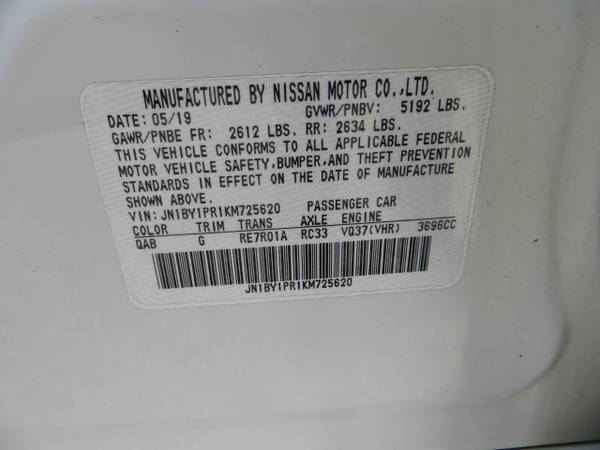 MANUFACTURED BY NISSAN MOTOR CO.,LTD.
DATE: 05/19 GVWR/PNBV: 5192 LBS.
GAWR/PNBE FR: 2612 LBS. RR: 2634 LBS.
THIS VEHICLE CONFORMS TO ALL APPLICABLE FEDERAL
MOTOR VEHICLE SAFETY,BUMPER,AND THEFT PREVENTION
STANDARDS IN EFFECT ON THE DATE OF MANUFACTURE
SHOWN ABOVE.
VIN: JN1BY1PR1KM725620 PASSENGER CAR
COLOR TRIM TRANS AXLE ENGINE
QAB G RE7R01A RC33 VQ37(VHR) 3696CC
JN1BY1PR1KM725620